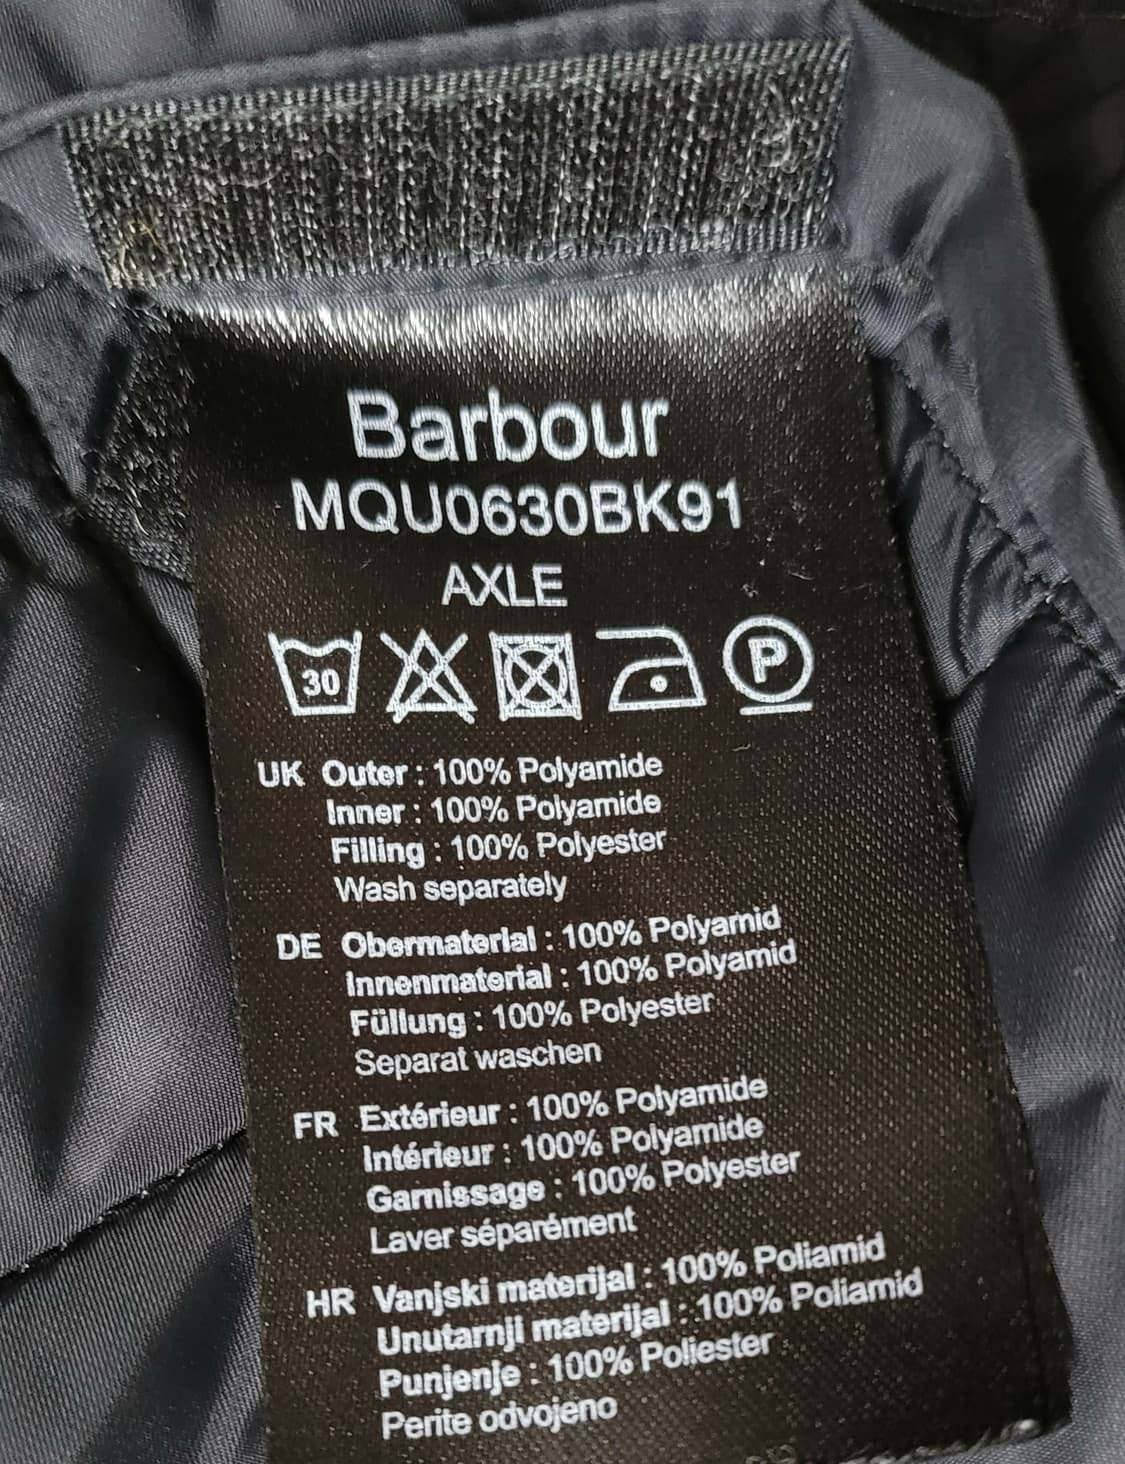 Barbour
MQU0630BK91
AXLE
30 P
UK Outer : 100% Polyamide
Inner : 100% Polyamide
Filling : 100% Polyester
Wash separately
DE Obermaterial : 100% Polyamid
Innenmaterial : 100% Polyamid
Füllung : 100% Polyester
Separat waschen
FR Extérieur : 100% Polyamide
Intérieur : 100% Polyamide
Garnissage : 100% Polyester
Laver séparément
HR Vanjski materijal : 100% Poliamid
Unutarnji materijal : 100% Poliamid
Punjenje : 100% Poliester
Perite odvojeno